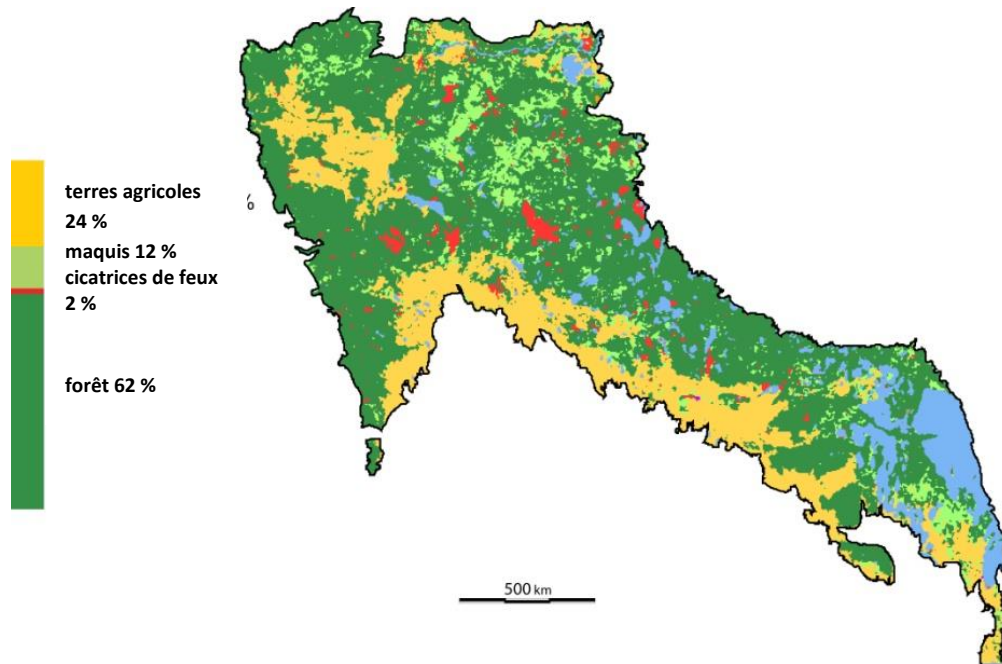 terres agricoles
24 %
maquis 12 %
cicatrices de feux
2 %
forêt 62 %
%
500 km